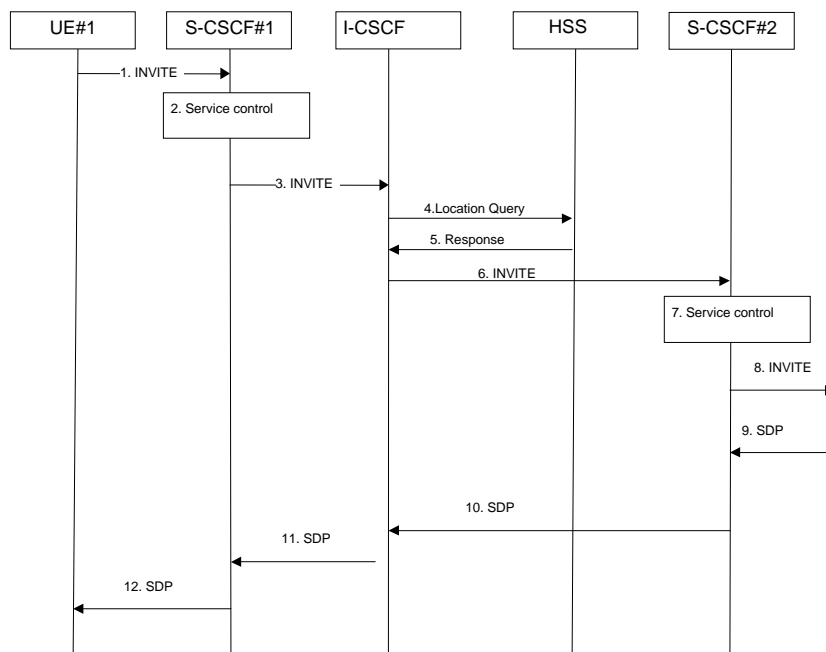 UE#1
S-CSCF#1
I-CSCF
HSS
S-CSCF#2
1. INVITE
2. Service control
3. INVITE
4.Location Query
5. Response
6. INVITE
7. Service control
8. INVITE
9. SDP
10. SDP
11. SDP
12. SDP